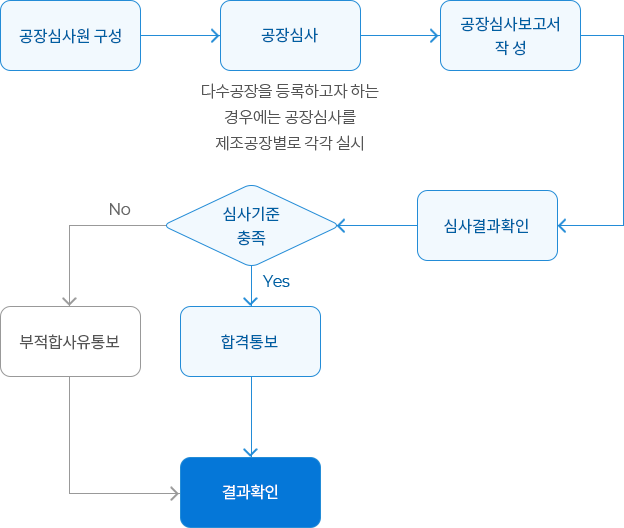 공장심사원 구성
공장심사
공장심사보고서
작 성
다수공장을 등록하고자 하는
경우에는 공장심사를
제조공장별로 각각 실시
심사기준
충족
심사결과확인
No
Yes
부적합사유통보
합격통보
결과확인